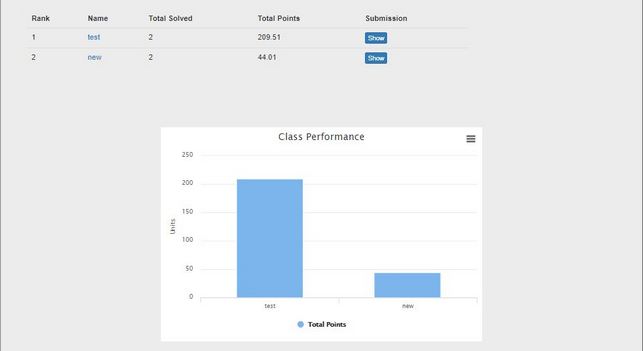 Rank Name Total Solved Total Points Submission
1 test 2 209.51 Show
2 new 2 44.01 Show
Class Performance
250
200
150
100
50
0
Units
test new
Total Points